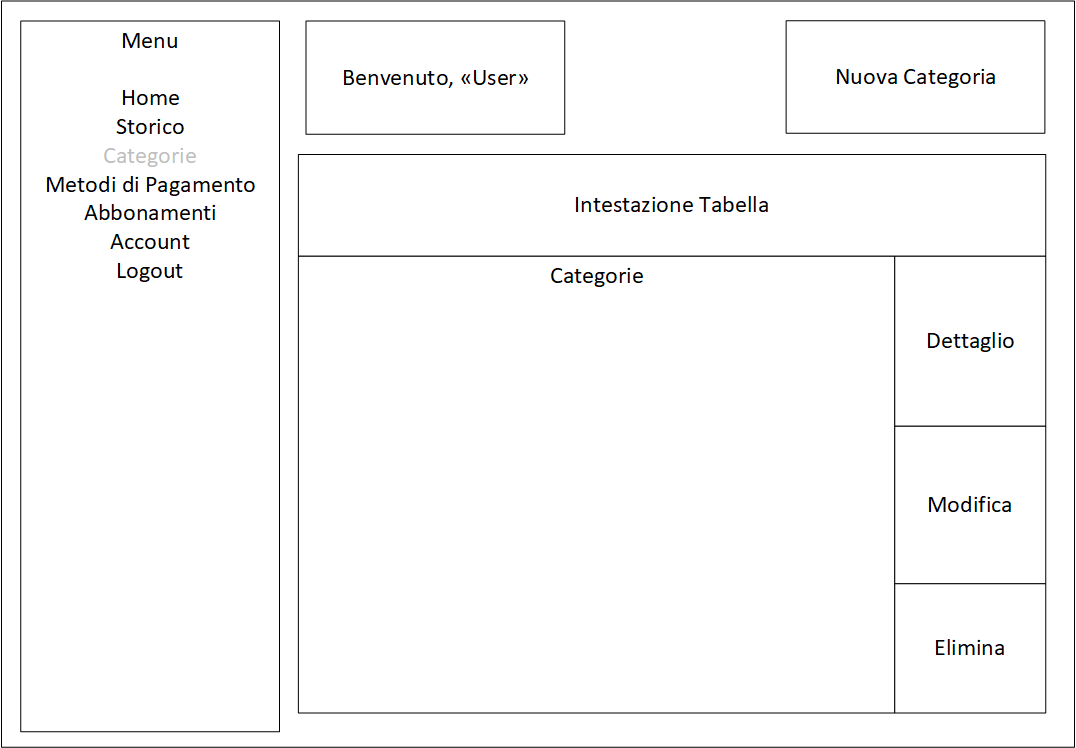 Menu
Home
Storico
Categorie
Metodi di Pagamento
Abbonamenti
Account
Logout
Benvenuto, «User»
Nuova Categoria
Intestazione Tabella
Categorie
Dettaglio
Modifica
Elimina